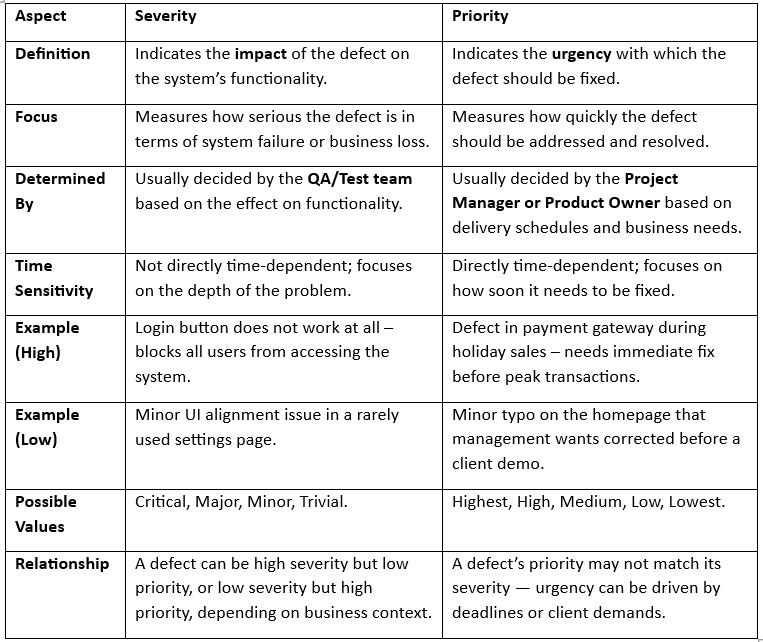 Aspect
Severity
Priority
Definition
Indicates the impact of the defect on
the system’s functionality.
Indicates the urgency with which the
defect should be fixed.
Focus
Measures how serious the defect is in
terms of system failure or business loss.
Measures how quickly the defect
should be addressed and resolved.
Determined
By
Usually decided by the QA/Test team
based on the effect on functionality.
Usually decided by the Project
Manager or Product Owner based on
delivery schedules and business needs.
Time
Sensitivity
Not directly time-dependent; focuses
on the depth of the problem.
Directly time-dependent; focuses on
how soon it needs to be fixed.
Example
(High)
Login button does not work at all –
blocks all users from accessing the
system.
Defect in payment gateway during
holiday sales – needs immediate fix
before peak transactions.
Example
(Low)
Minor UI alignment issue in a rarely
used settings page.
Minor typo on the homepage that
management wants corrected before a
client demo.
Possible
Values
Critical, Major, Minor, Trivial.
Highest, High, Medium, Low, Lowest.
Relationship
A defect can be high severity but low
priority, or low severity but high
priority, depending on business context.
A defect’s priority may not match its
severity — urgency can be driven by
deadlines or client demands.